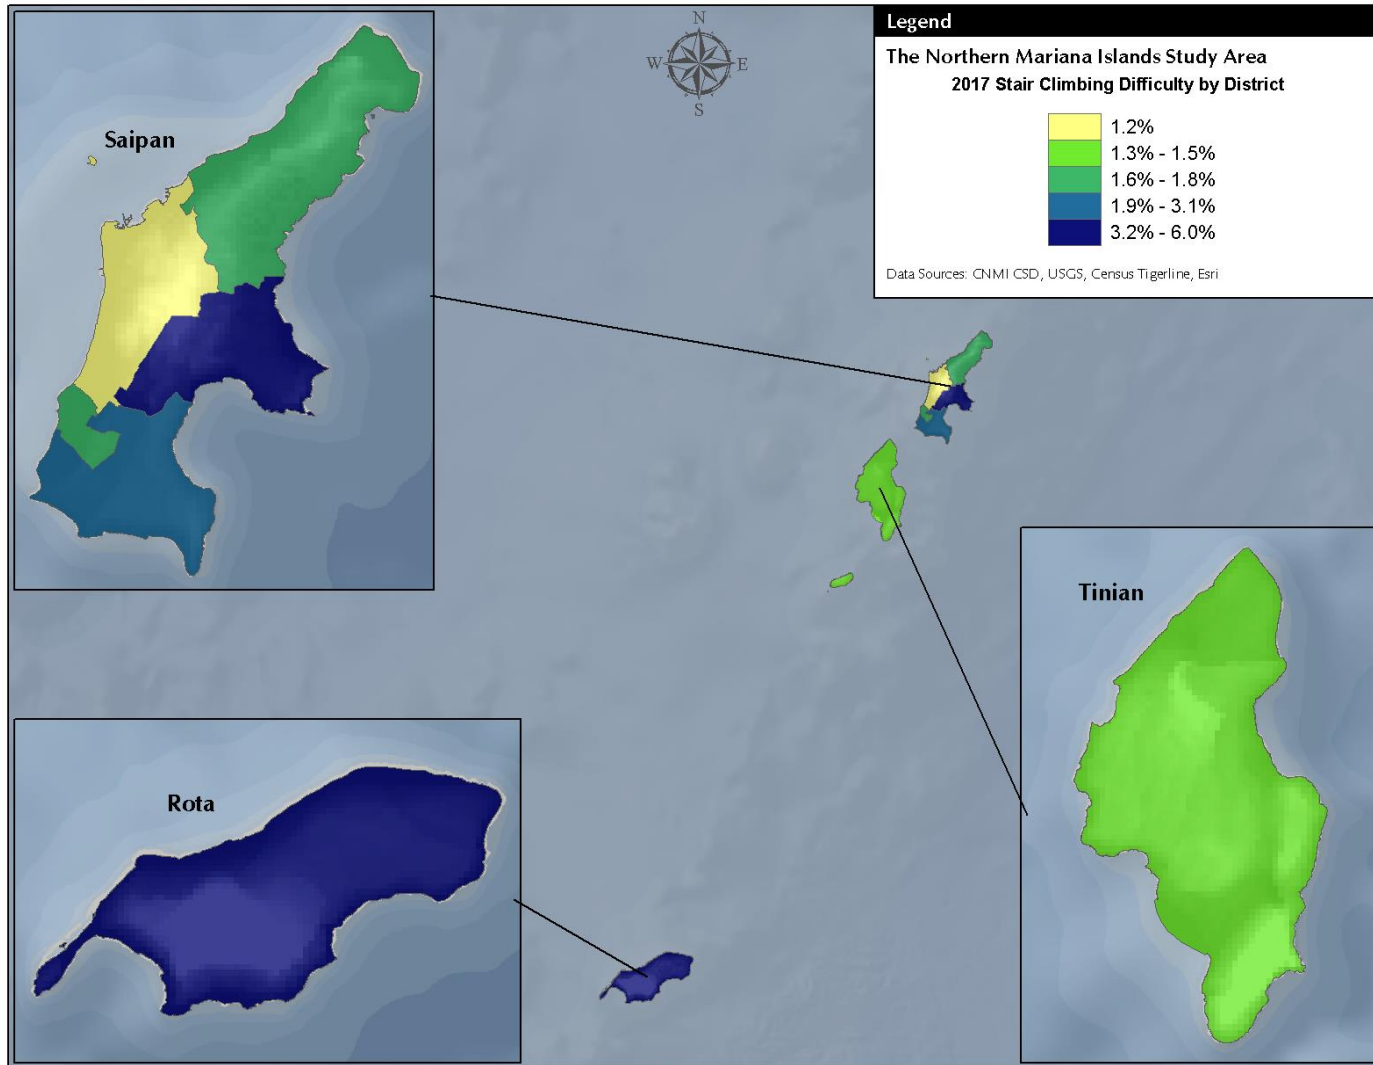 Legend
The Northern Mariana Islands Study Area
2017 Stair Climbing Difficulty by District
1.2%
1.3% - 1.5%
1.6% - 1.8%
1.9% - 3.1%
3.2% - 6.0%
Data Sources: CNMI CSD, USGS, Census Tigerline, Esri
N
W E
S
Saipan
Tinian
Rota